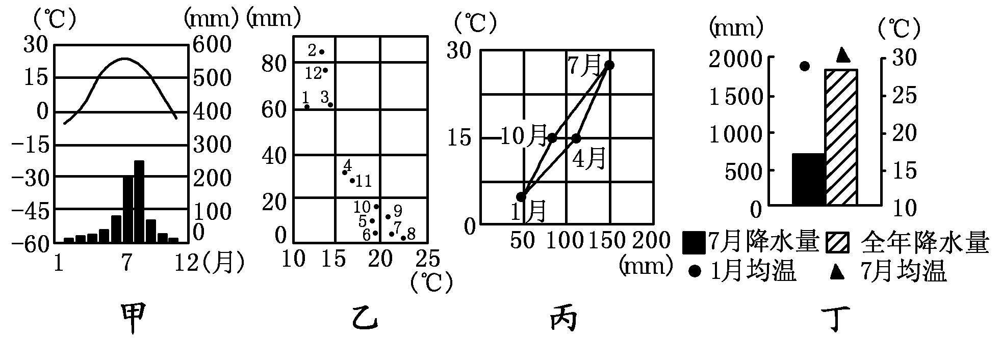 (℃) (mm)
30 600
15 500
0 400
-15 300
-30 200
-45 100
-60 0
1 7 12(月)
甲
(mm)
80
60
40
20
0
2
12
1 3
4
11
10 9
5 7
6 8
10 15 20 25
(℃)
乙
(℃)
30
15
0
7月
10月
4月
1月
50 100 150 200
(mm)
丙
(mm) (℃)
2000 30
1500 25
1000 20
500 15
0 10
7月降水量 全年降水量
1月均温 7月均温
丁